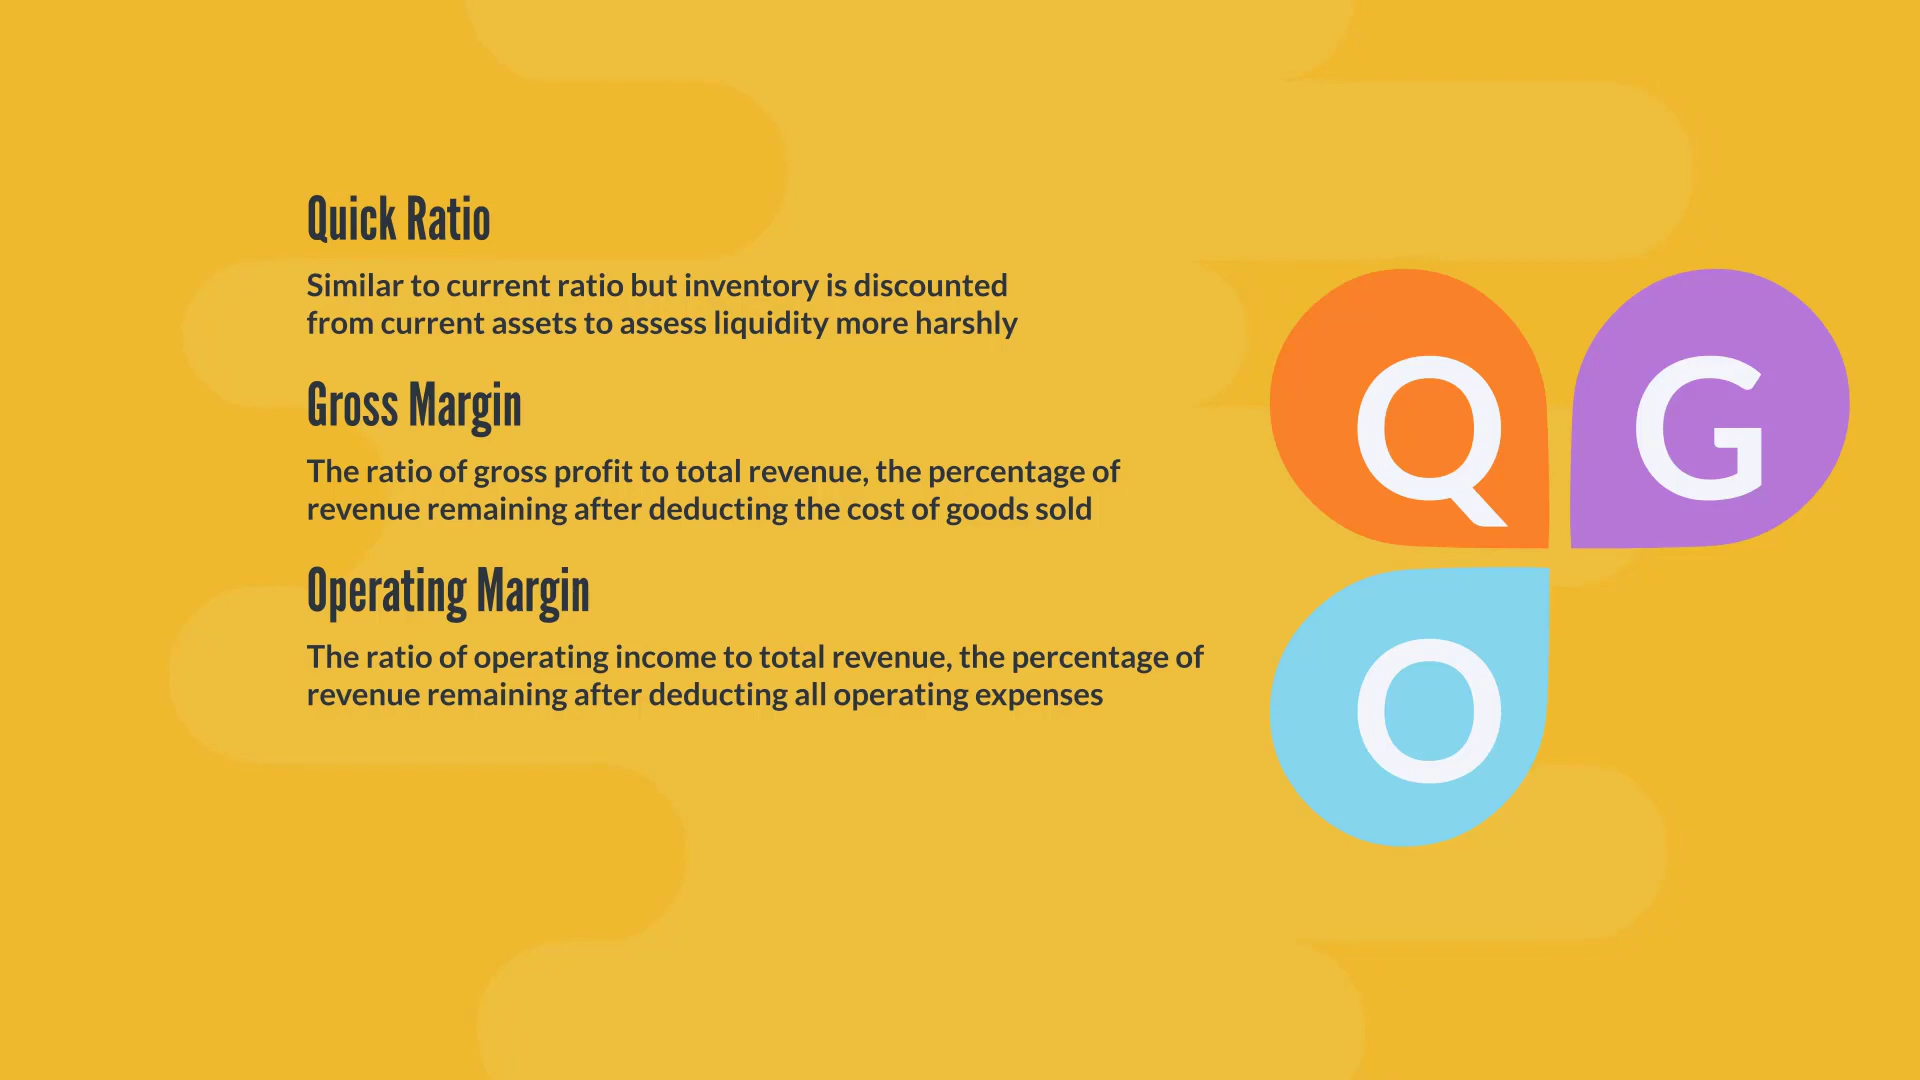 Quick Ratio
Similar to current ratio but inventory is discounted
from current assets to assess liquidity more harshly
Gross Margin
The ratio of gross profit to total revenue, the percentage of
revenue remaining after deducting the cost of goods sold
Operating Margin
The ratio of operating income to total revenue, the percentage of
revenue remaining after deducting all operating expenses
Q G
O